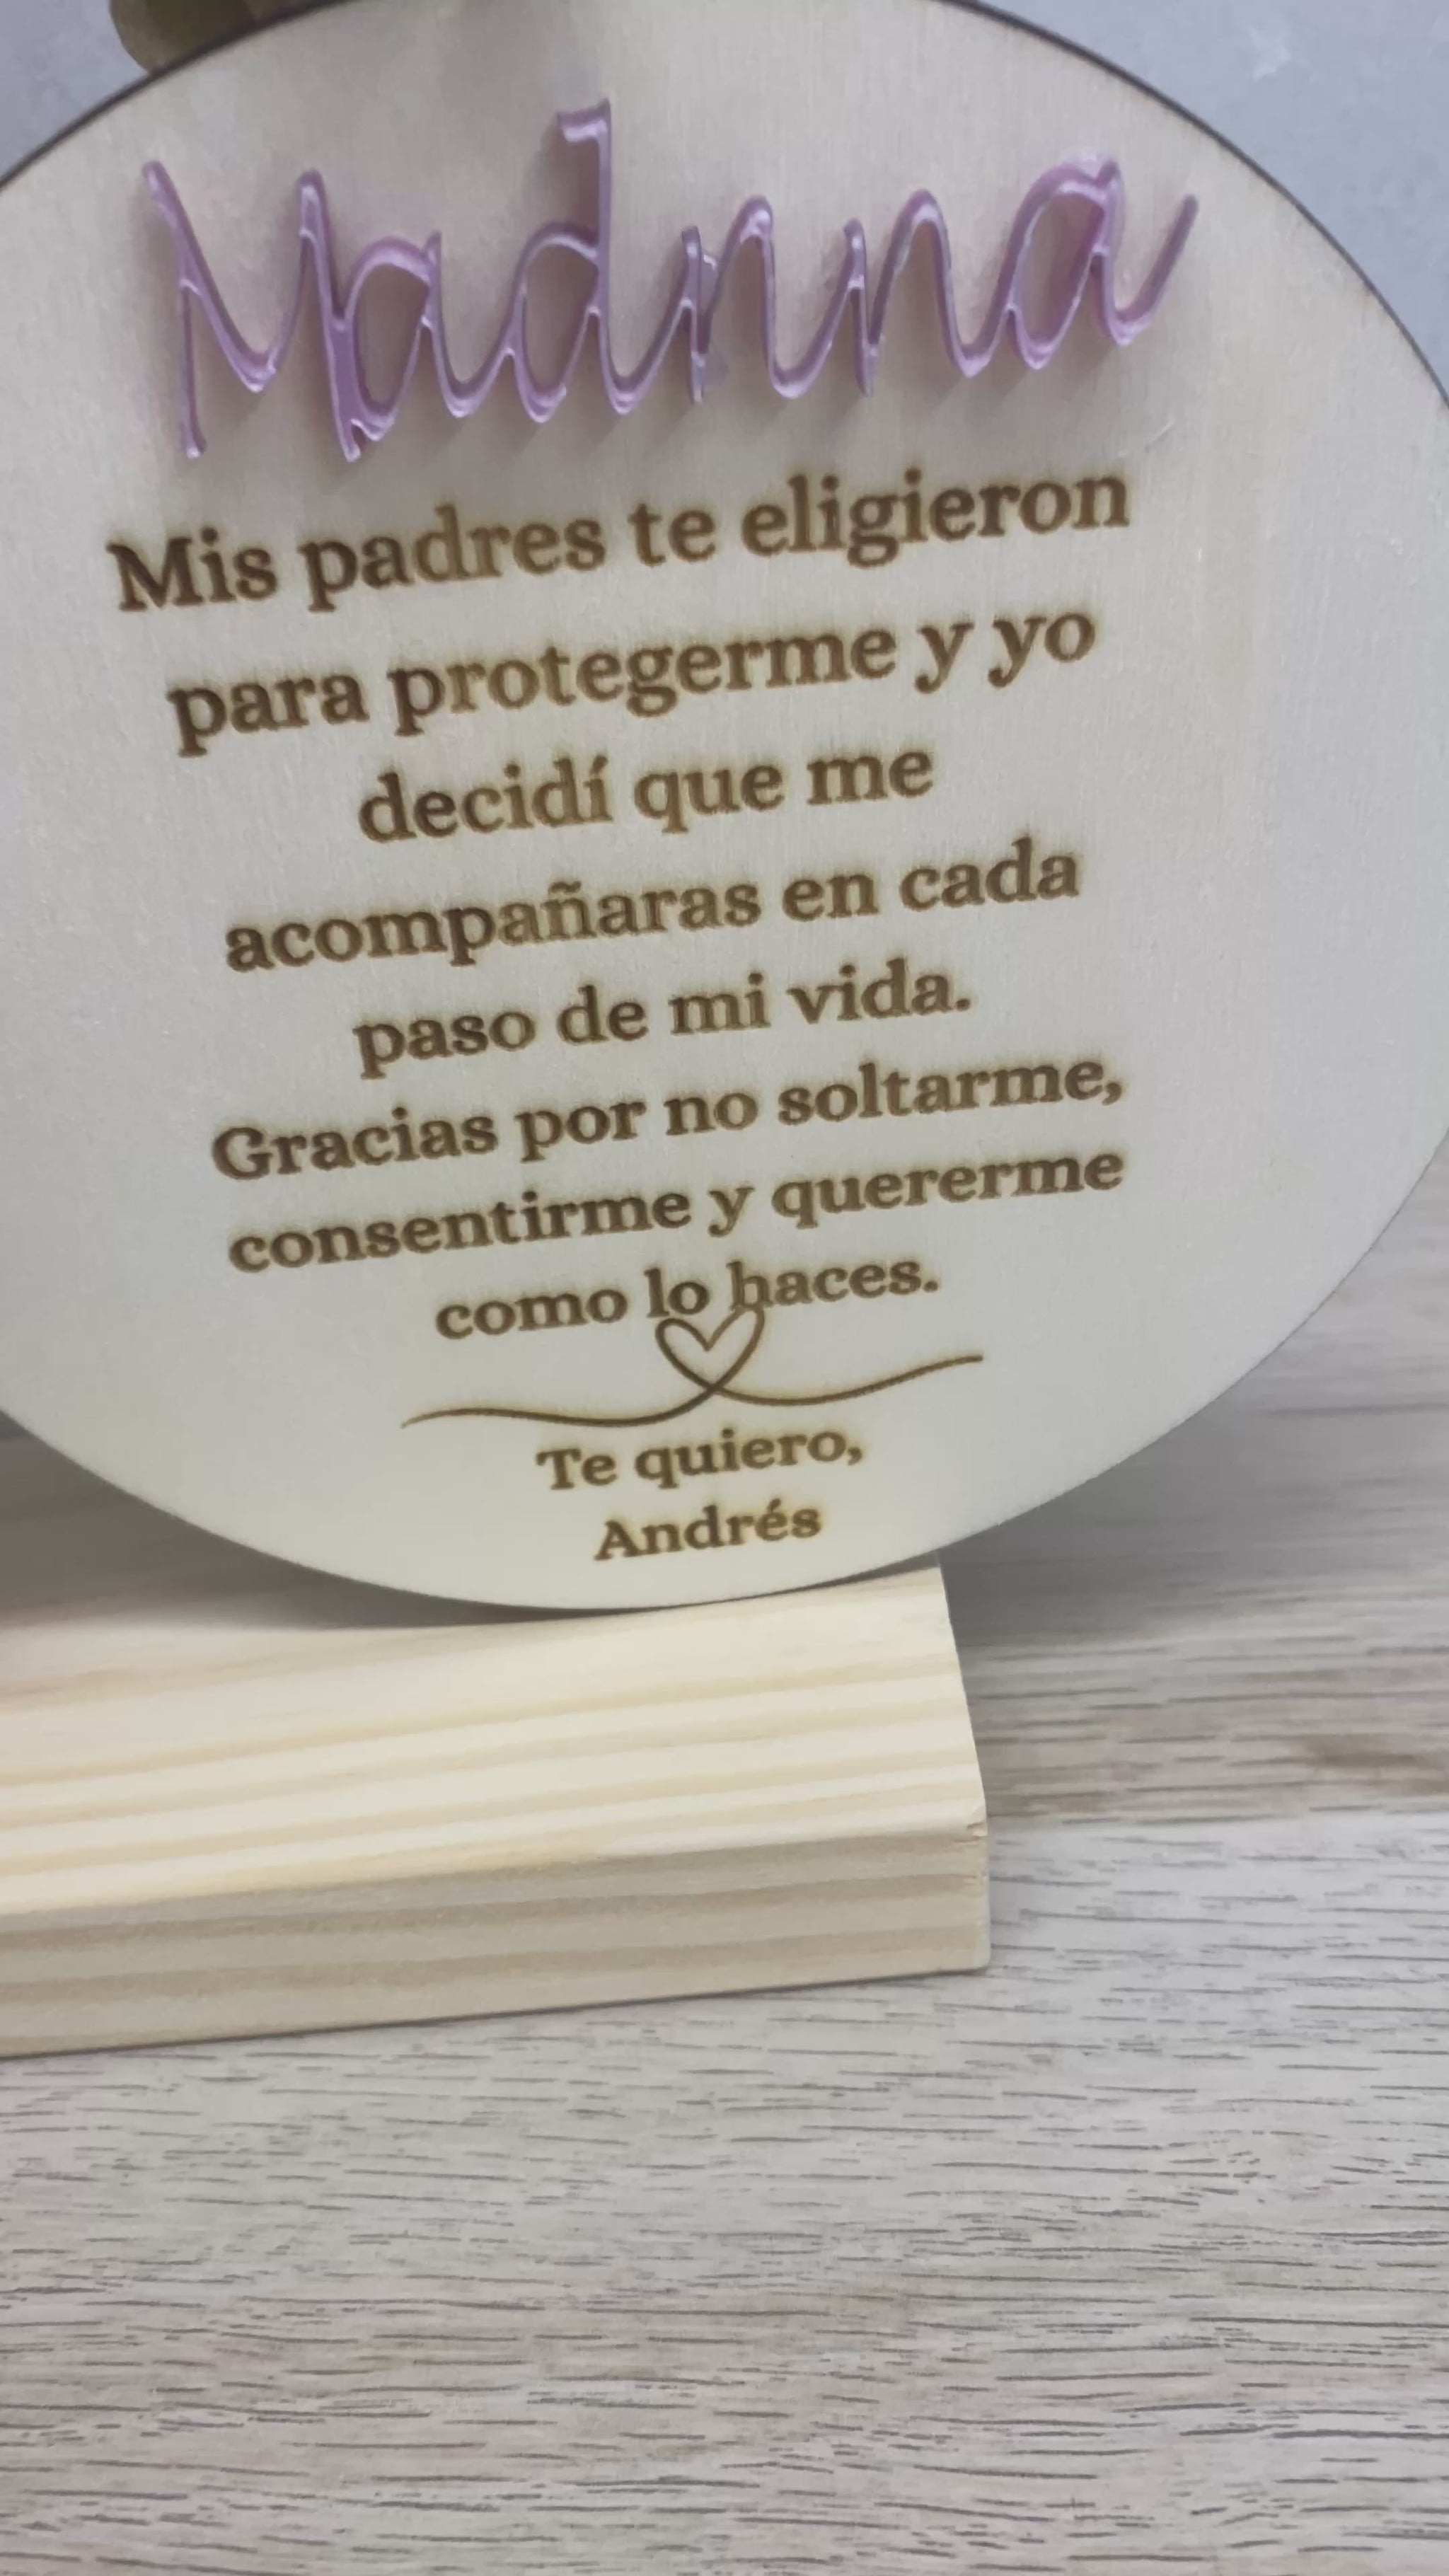 Madrina
Mis padres te eligieron
para protegerme y yo
decidí que me
acompañaras en cada
paso de mi vida.
Gracias por no soltarme,
consentirme y quererme
como lo haces.
Te quiero,
Andrés